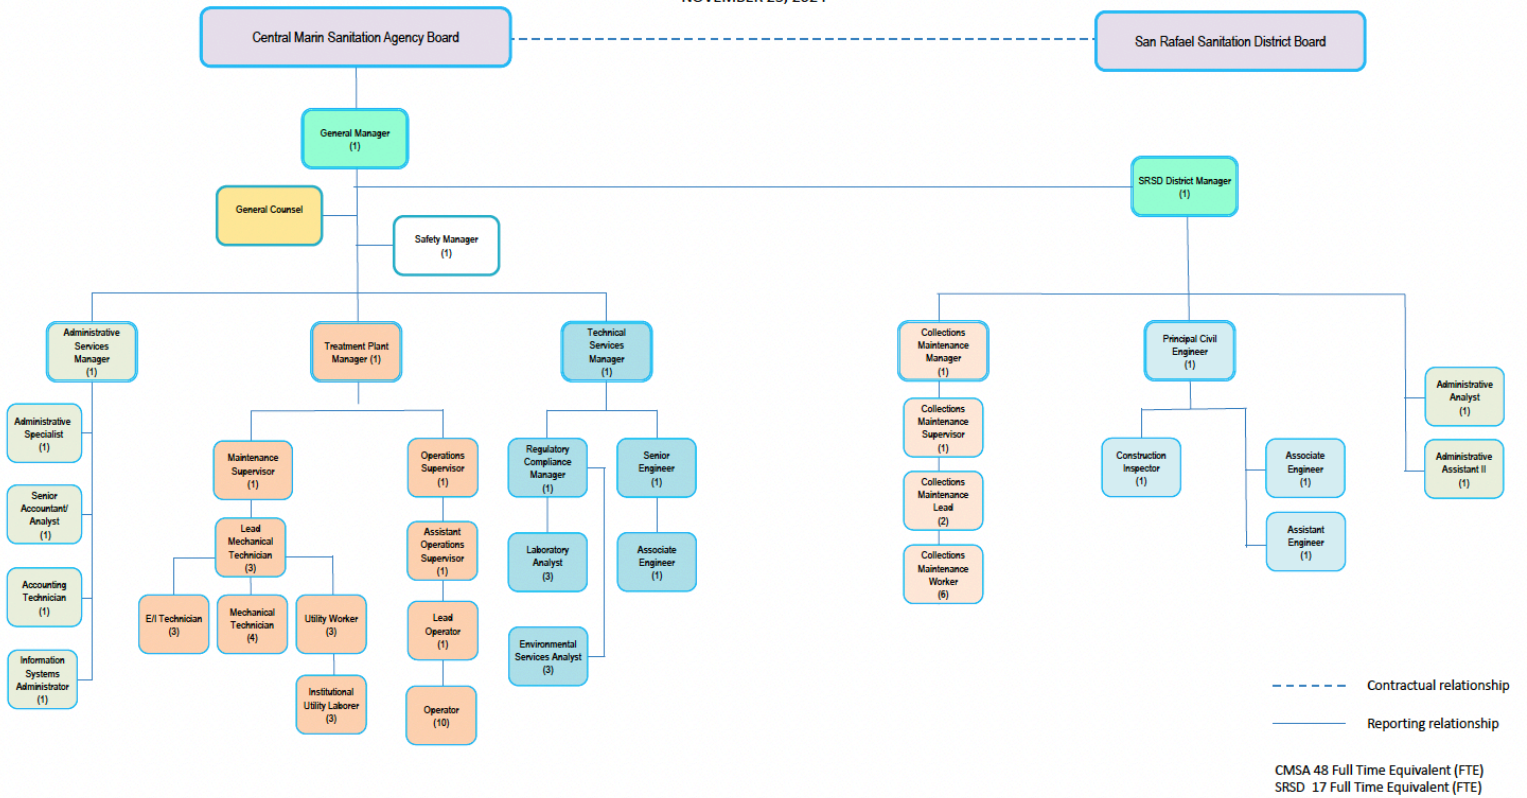 NOVEMBER 25, 2024
Central Marin Sanitation Agency Board
San Rafael Sanitation District Board
General Manager
(1)
SRSD District Manager
(1)
General Counsel
Safety Manager
(1)
Administrative
Services
Manager
(1)
Treatment Plant
Manager (1)
Technical
Services
Manager
(1)
Collections
Maintenance
Manager
(1)
Principal Civil
Engineer
(1)
Administrative
Analyst
(1)
Administrative
Specialist
(1)
Maintenance
Supervisor
(1)
Operations
Supervisor
(1)
Regulatory
Compliance
Manager
(1)
Senior
Engineer
(1)
Collections
Maintenance
Supervisor
(1)
Construction
Inspector
(1)
Associate
Engineer
(1)
Administrative
Assistant II
(1)
Senior
Accountant/
Analyst
(1)
Lead
Mechanical
Technician
(3)
Assistant
Operations
Supervisor
(1)
Laboratory
Analyst
(3)
Associate
Engineer
(1)
Collections
Maintenance
Lead
(2)
Assistant
Engineer
(1)
Accounting
Technician
(1)
E/I Technician
(3)
Mechanical
Technician
(4)
Utility Worker
(3)
Lead
Operator
(1)
Collections
Maintenance
Worker
(6)
Information
Systems
Administrator
(1)
Institutional
Utility Laborer
(3)
Operator
(10)
Environmental
Services Analyst
(3)
Contractual relationship
Reporting relationship
CMSA 48 Full Time Equivalent (FTE)
SRSD 17 Full Time Equivalent (FTE)